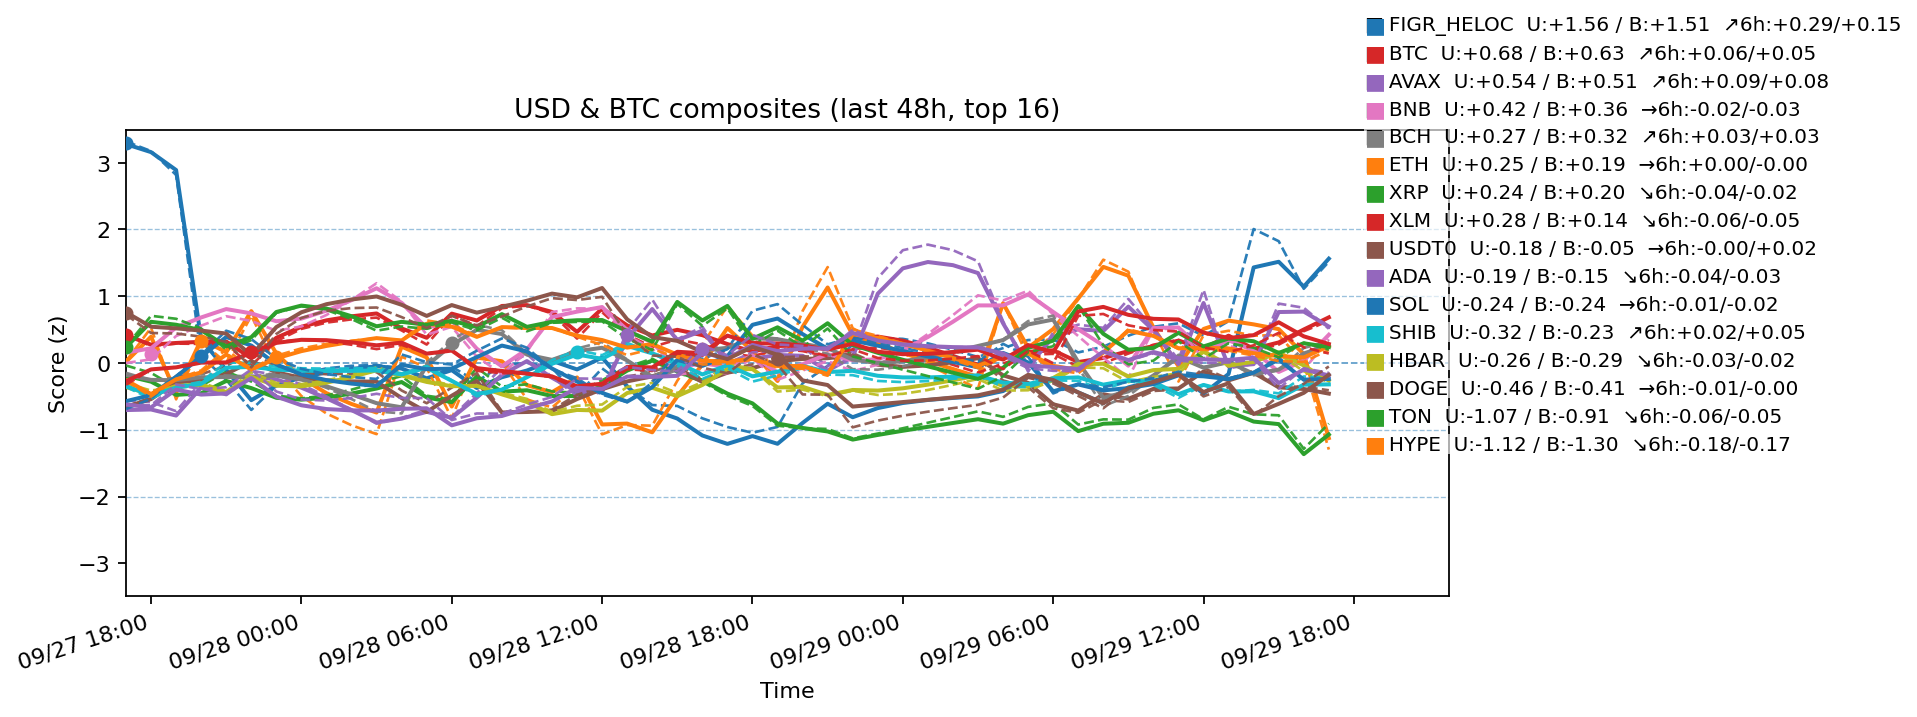 FIGR_HELOC U:+1.56 / B:+1.51 ↗6h:+0.29/+0.15
BTC U:+0.68 / B:+0.63 ↗6h:+0.06/+0.05
AVAX U:+0.54 / B:+0.51 ↗6h:+0.09/+0.08
BNB U:+0.42 / B:+0.36 →6h:-0.02/-0.03
BCH U:+0.27 / B:+0.32 ↗6h:+0.03/+0.03
ETH U:+0.25 / B:+0.19 →6h:+0.00/-0.00
XRP U:+0.24 / B:+0.20 ↘6h:-0.04/-0.02
XLM U:+0.28 / B:+0.14 ↘6h:-0.06/-0.05
USDT0 U:-0.18 / B:-0.05 →6h:-0.00/+0.02
ADA U:-0.19 / B:-0.15 ↘6h:-0.04/-0.03
SOL U:-0.24 / B:-0.24 →6h:-0.01/-0.02
SHIB U:-0.32 / B:-0.23 ↗6h:+0.02/+0.05
HBAR U:-0.26 / B:-0.29 ↘6h:-0.03/-0.02
DOGE U:-0.46 / B:-0.41 →6h:-0.01/-0.00
TON U:-1.07 / B:-0.91 ↘6h:-0.06/-0.05
HYPE U:-1.12 / B:-1.30 ↘6h:-0.18/-0.17
USD & BTC composites (last 48h, top 16)
Score (z)
3
2
1
0
−1
−2
−3
09/27 18:00
09/28 00:00
09/28 06:00
09/28 12:00
09/28 18:00
09/29 00:00
09/29 06:00
09/29 12:00
09/29 18:00
Time